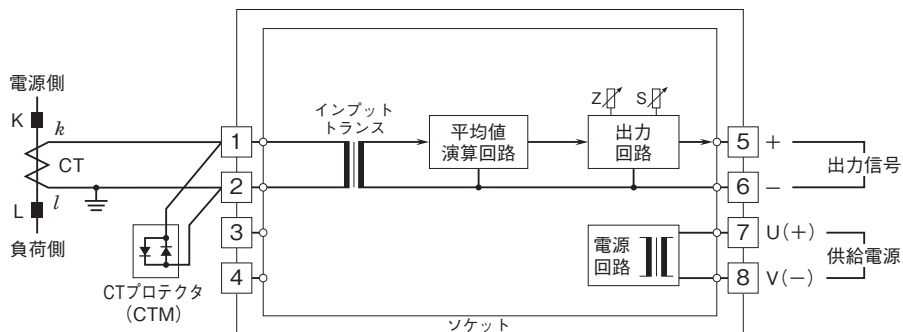 電源側
K
k
CT
l
L
負荷側
CTプロテクタ
(CTM)
1
2
3
4
インプット
トランス
平均値
演算回路
Z
S
出力
回路
電源
回路
5
+
6
−
出力信号
7
U(+)
8
V(−)
供給電源
ソケット